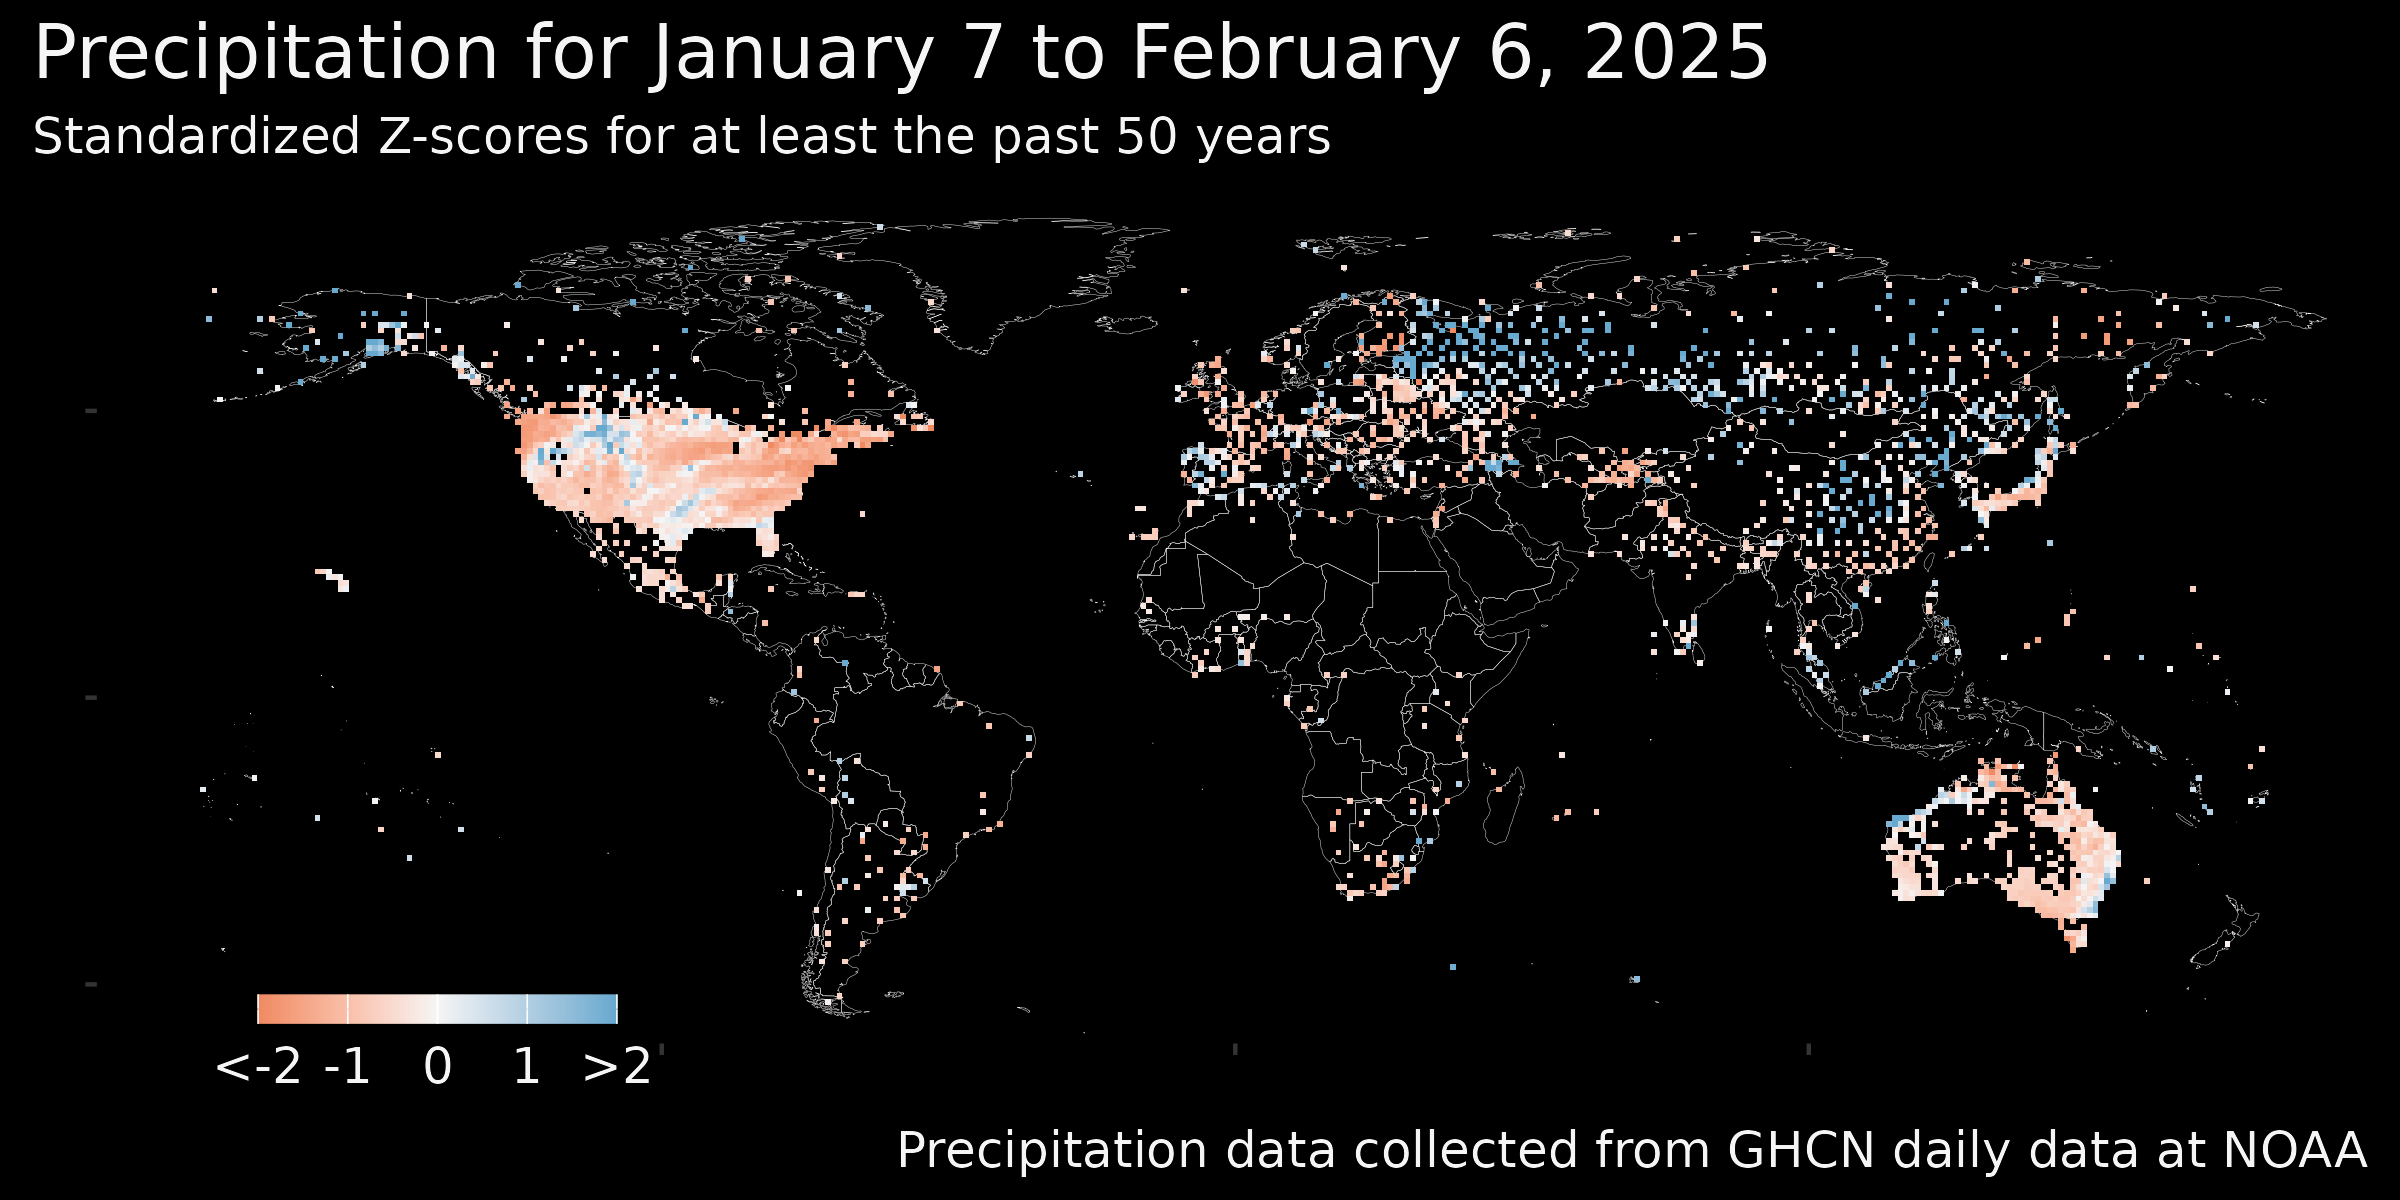 Precipitation for January 7 to February 6, 2025
Standardized Z-scores for at least the past 50 years
<-2 -1 0 1 >2
Precipitation data collected from GHCN daily data at NOAA